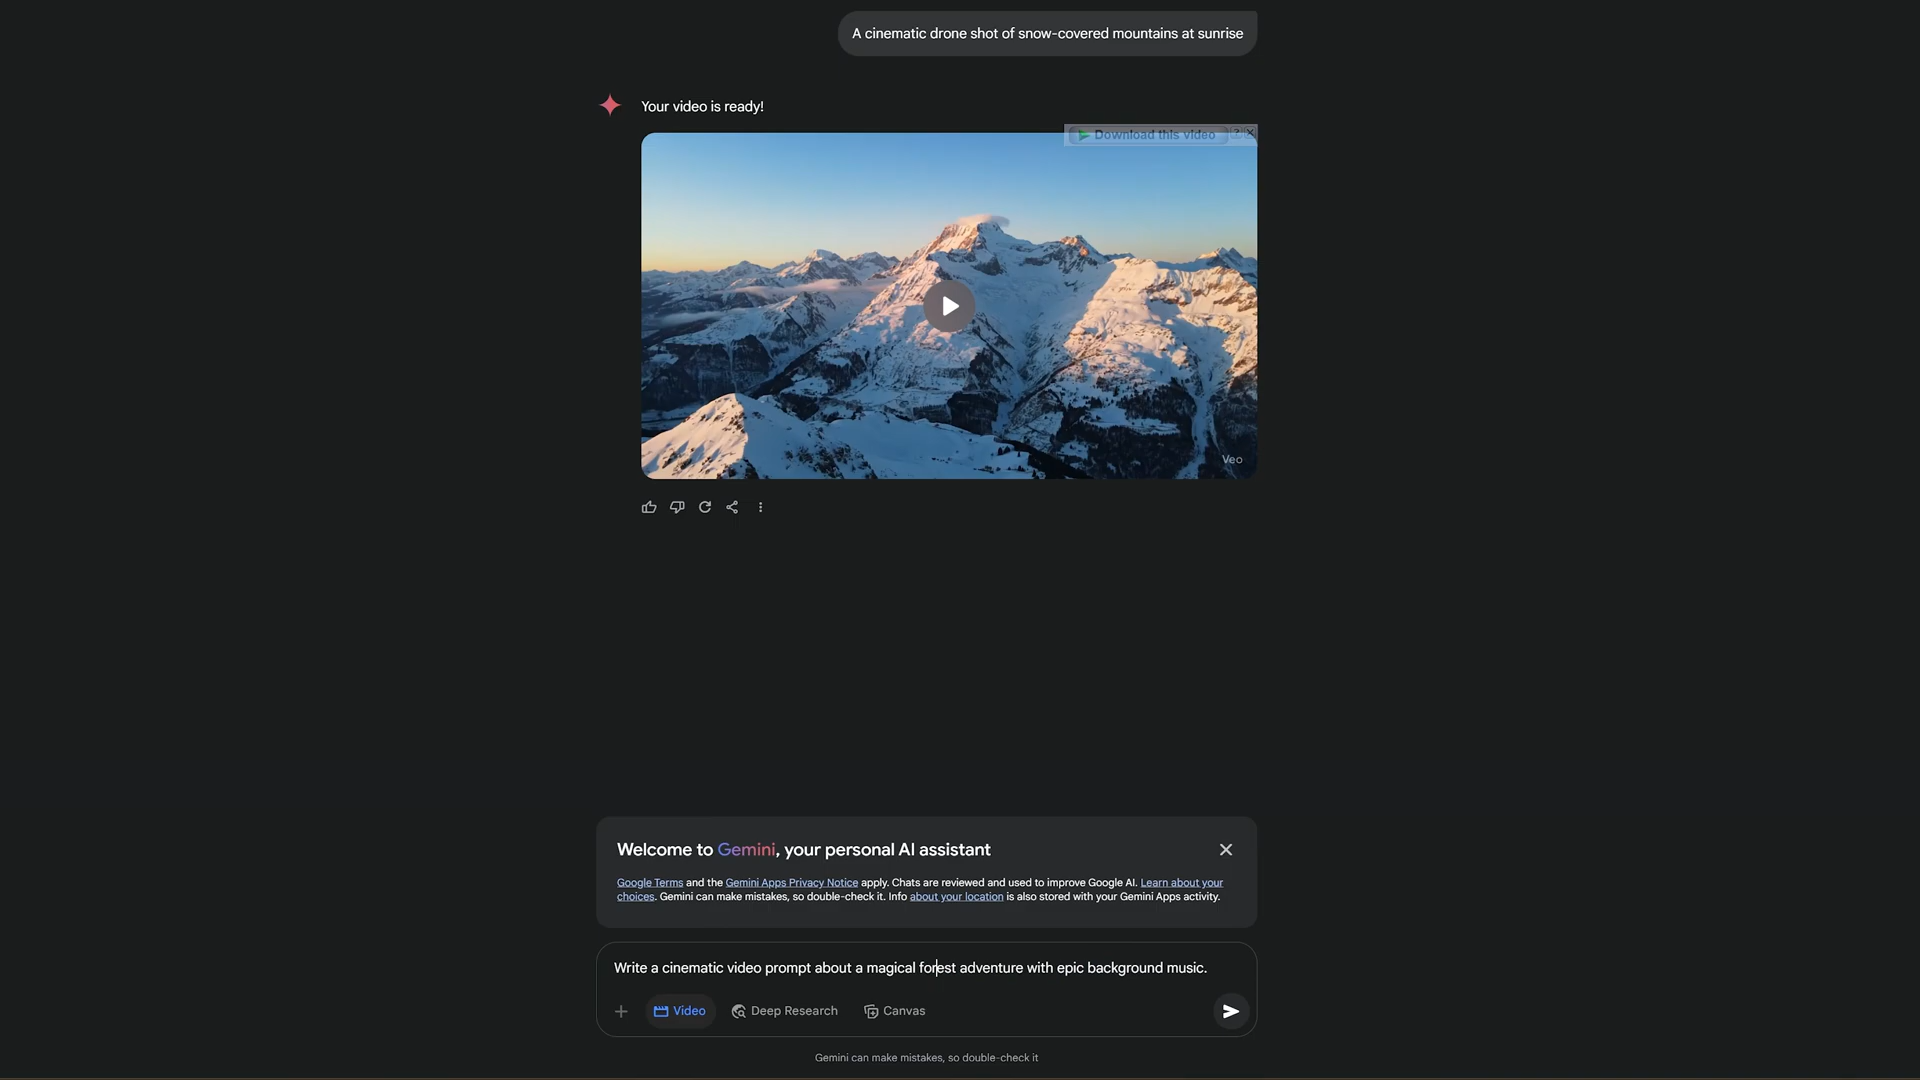 A cinematic drone shot of snow-covered mountains at sunrise
Your video is ready!
Download this video ? X
Veo
Welcome to Gemini, your personal AI assistant
Google Terms and the Gemini Apps Privacy Notice apply. Chats are reviewed and used to improve Google AI. Learn about your
choices. Gemini can make mistakes, so double-check it. Info about your location is also stored with your Gemini Apps activity.
Write a cinematic video prompt about a magical forest adventure with epic background music.
Video Deep Research Canvas
Gemini can make mistakes, so double-check it